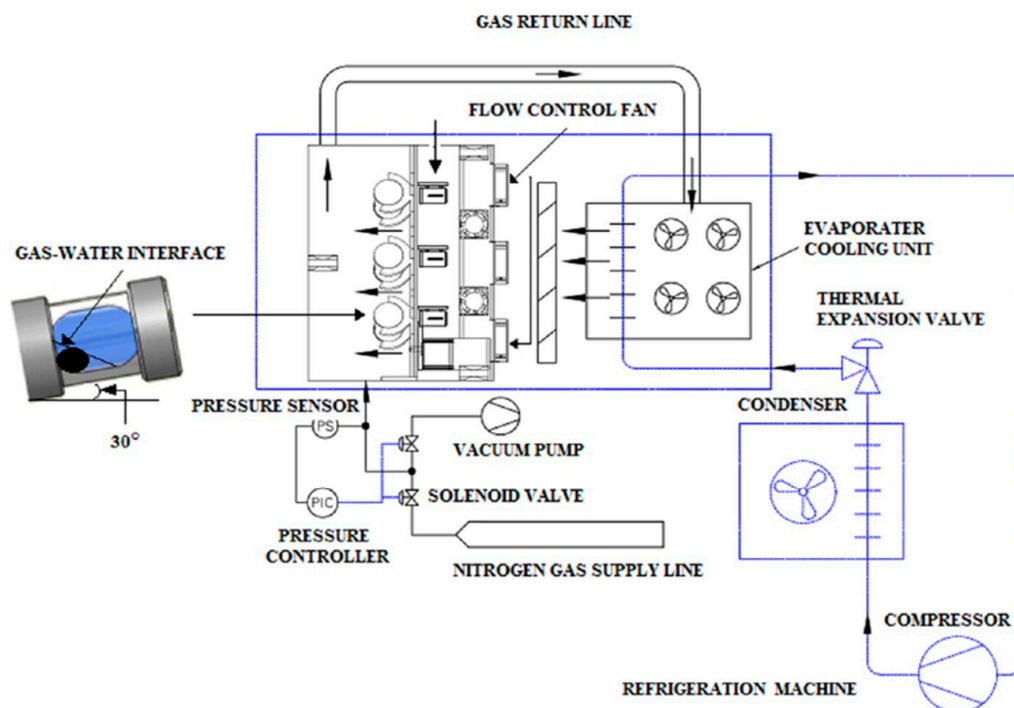 GAS RETURN LINE
FLOW CONTROL FAN
GAS-WATER INTERFACE
EVAPORATER
COOLING UNIT
THERMAL
EXPANSION VALVE
30°
PRESSURE SENSOR
PS
CONDENSER
VACUUM PUMP
PIC
SOLENOID VALVE
PRESSURE
CONTROLLER
NITROGEN GAS SUPPLY LINE
COMPRESSOR
REFRIGERATION MACHINE